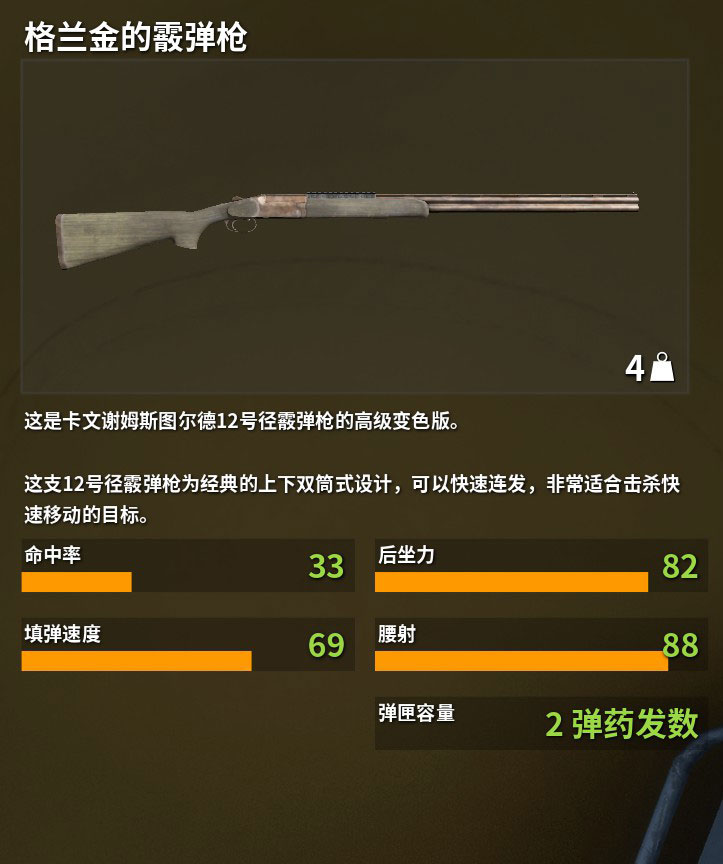 格兰金的霰弹枪
4
这是卡文谢姆斯图尔德12号径霰弹枪的高级变色版。
这支12号径霰弹枪为经典的上下双筒式设计，可以快速连发，非常适合击杀快
速移动的目标。
命中率 33
后坐力 82
填弹速度 69
腰射 88
弹匣容量 2 弹药发数